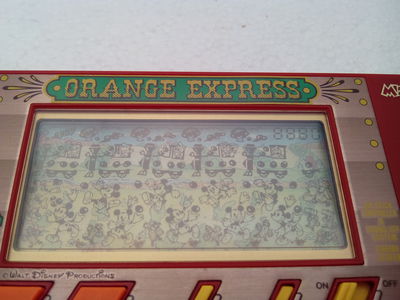 ORANGE EXPRESS
© WALT DISNEY PRODUCTIONS
ON
OFF